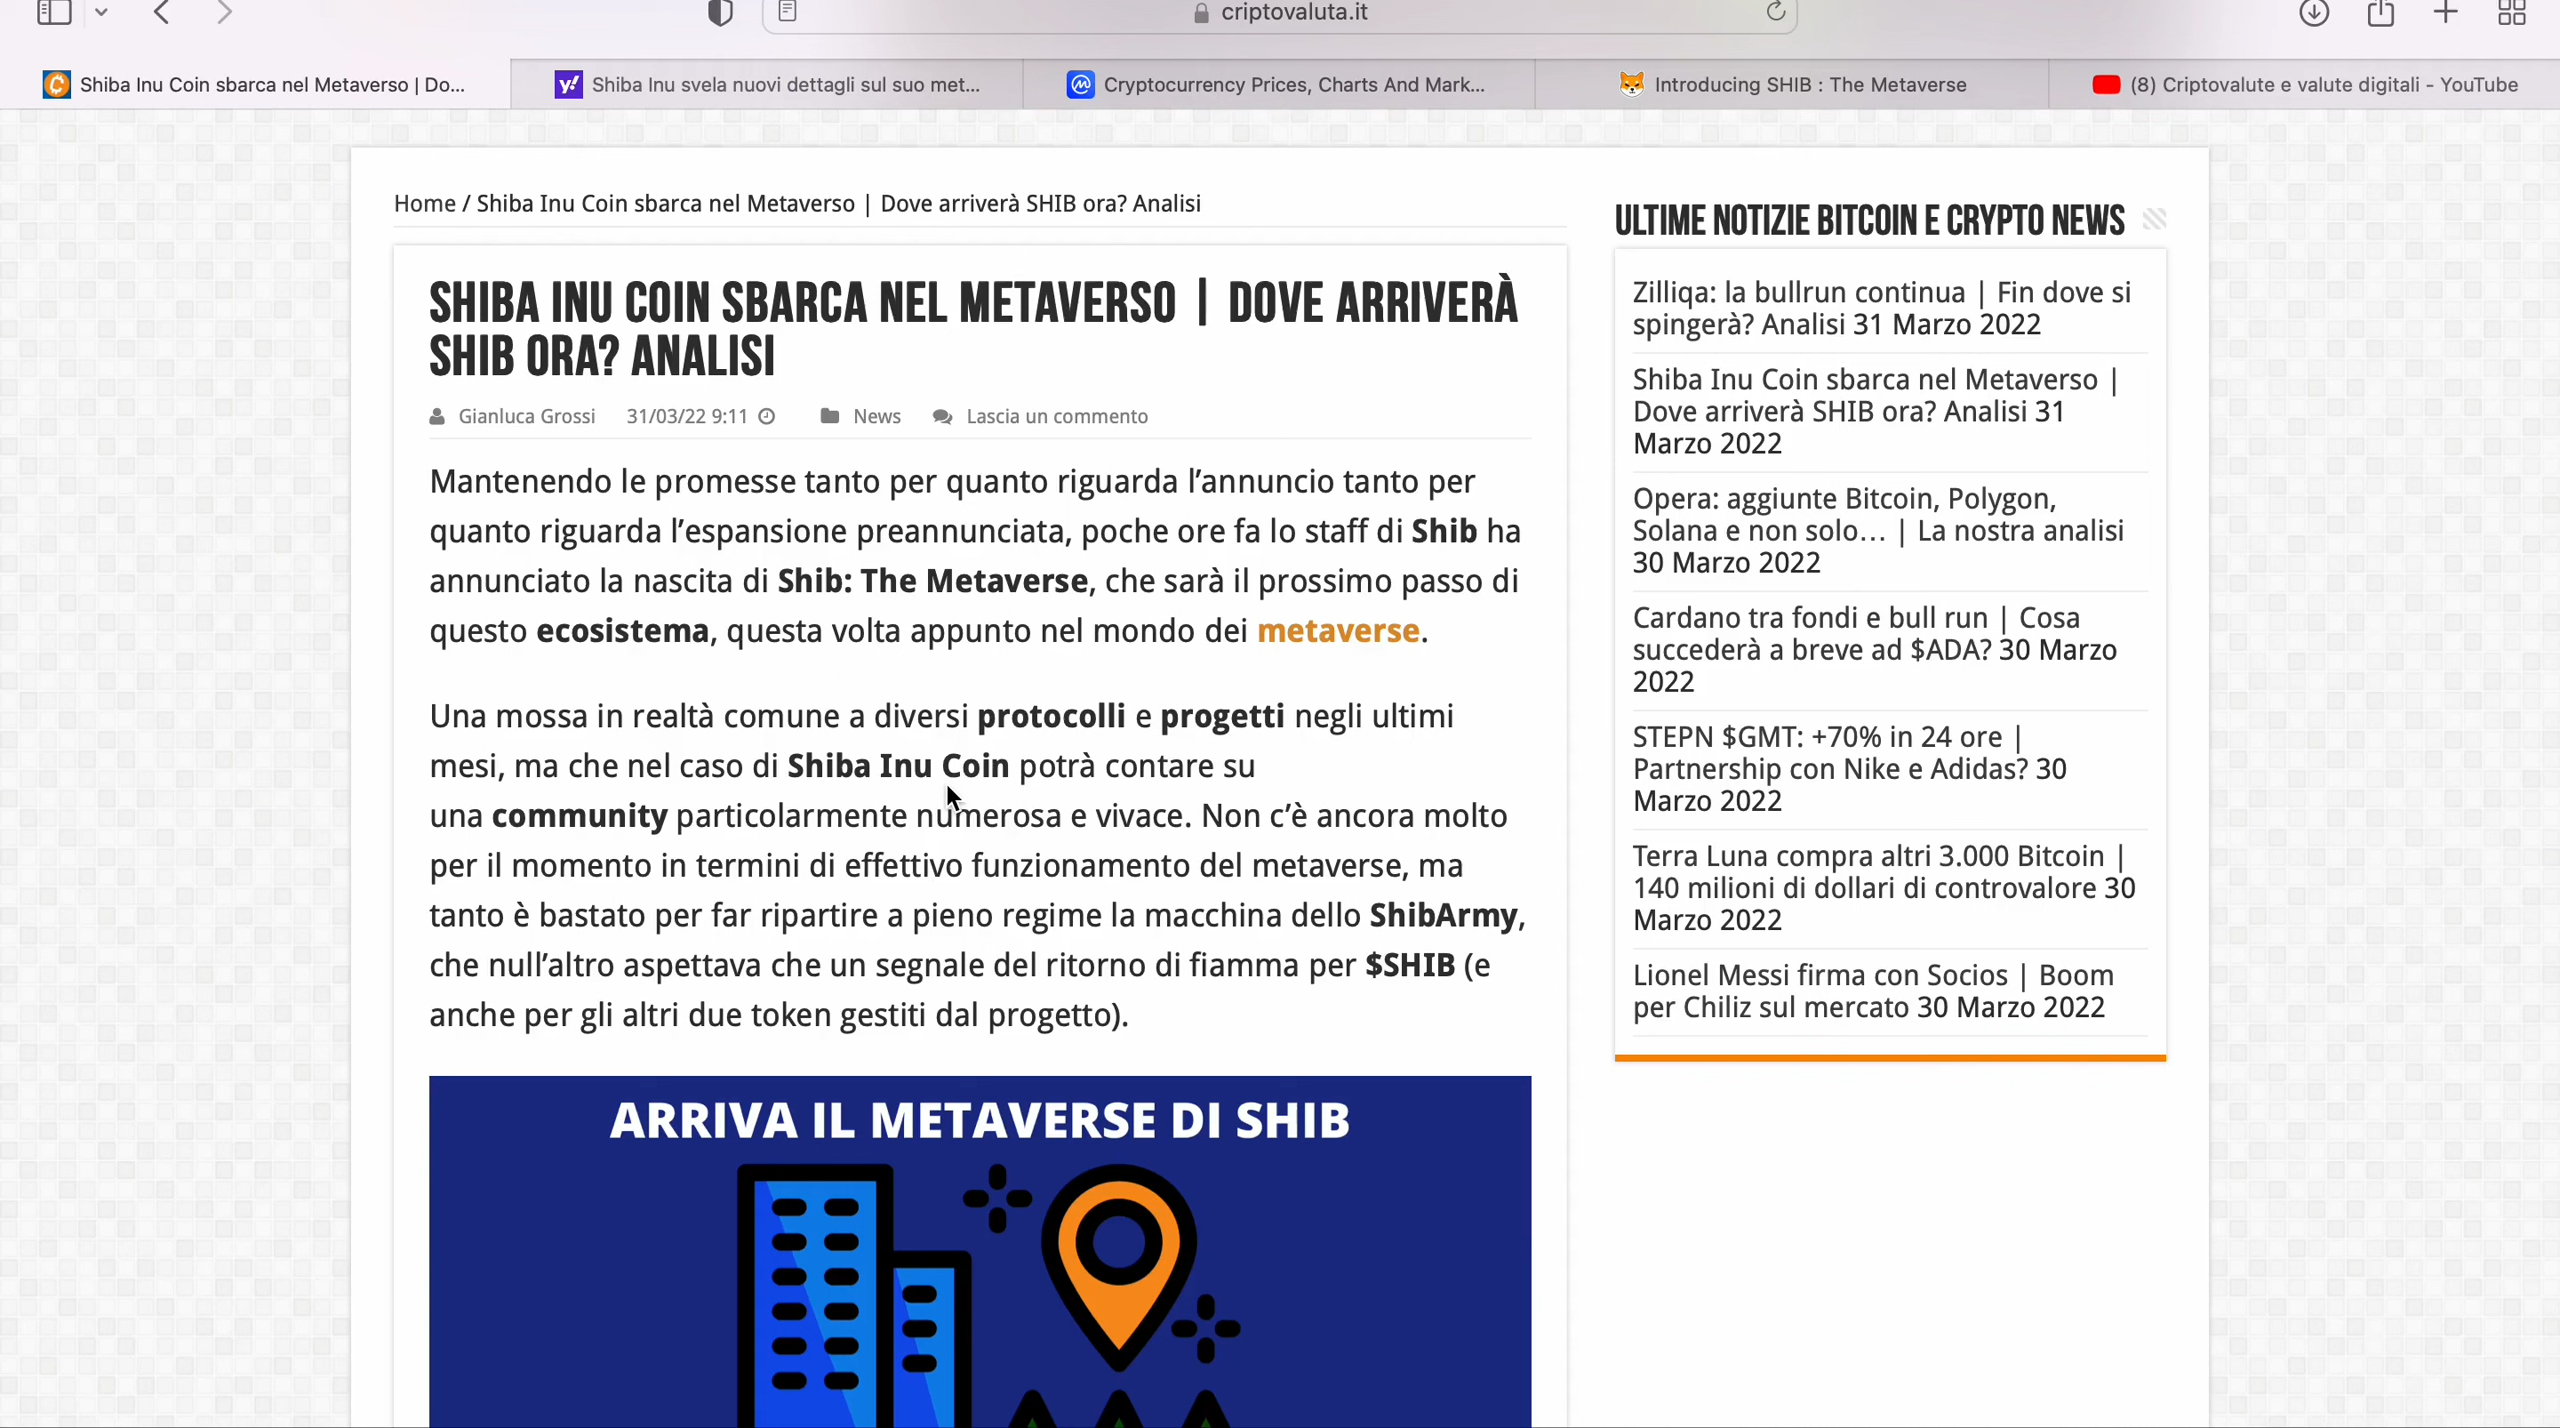 criptovaluta.it
Shiba Inu Coin sbarca nel Metaverso | Do...
Shiba Inu svela nuovi dettagli sul suo met...
Cryptocurrency Prices, Charts And Mark...
Introducing SHIB : The Metaverse
(8) Criptovalute e valute digitali - YouTube
Home / Shiba Inu Coin sbarca nel Metaverso | Dove arriverà SHIB ora? Analisi
SHIBA INU COIN SBARCA NEL METAVERSO | DOVE ARRIVERÀ
SHIB ORA? ANALISI
Gianluca Grossi 31/03/22 9:11 News Lascia un commento
Mantenendo le promesse tanto per quanto riguarda l’annuncio tanto per
quanto riguarda l’espansione preannunciata, poche ore fa lo staff di Shib ha
annunciato la nascita di Shib: The Metaverse, che sarà il prossimo passo di
questo ecosistema, questa volta appunto nel mondo dei metaverse.
Una mossa in realtà comune a diversi protocolli e progetti negli ultimi
mesi, ma che nel caso di Shiba Inu Coin potrà contare su
una community particolarmente numerosa e vivace. Non c’è ancora molto
per il momento in termini di effettivo funzionamento del metaverse, ma
tanto è bastato per far ripartire a pieno regime la macchina dello ShibArmy,
che null’altro aspettava che un segnale del ritorno di fiamma per $SHIB (e
anche per gli altri due token gestiti dal progetto).
ARRIVA IL METAVERSE DI SHIB
ULTIME NOTIZIE BITCOIN E CRYPTO NEWS
Zilliqa: la bullrun continua | Fin dove si
spingerà? Analisi 31 Marzo 2022
Shiba Inu Coin sbarca nel Metaverso |
Dove arriverà SHIB ora? Analisi 31
Marzo 2022
Opera: aggiunte Bitcoin, Polygon,
Solana e non solo… | La nostra analisi
30 Marzo 2022
Cardano tra fondi e bull run | Cosa
succederà a breve ad $ADA? 30 Marzo
2022
STEPN $GMT: +70% in 24 ore |
Partnership con Nike e Adidas? 30
Marzo 2022
Terra Luna compra altri 3.000 Bitcoin |
140 milioni di dollari di controvalore 30
Marzo 2022
Lionel Messi firma con Socios | Boom
per Chiliz sul mercato 30 Marzo 2022